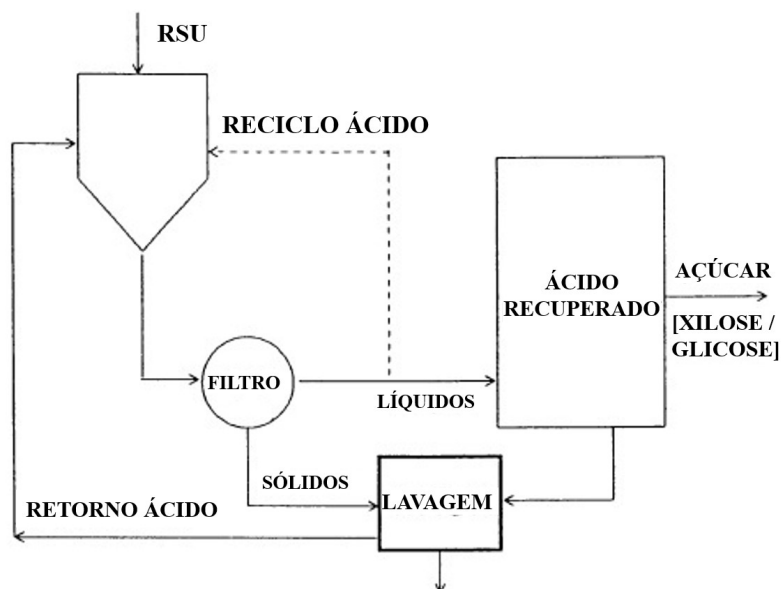 RSU
RECICLO ÁCIDO
ÁCIDO
RECUPERADO
AÇÚCAR
[XILOSE /
GLICOSE]
FILTRO
LÍQUIDOS
SÓLIDOS
LAVAGEM
RETORNO ÁCIDO